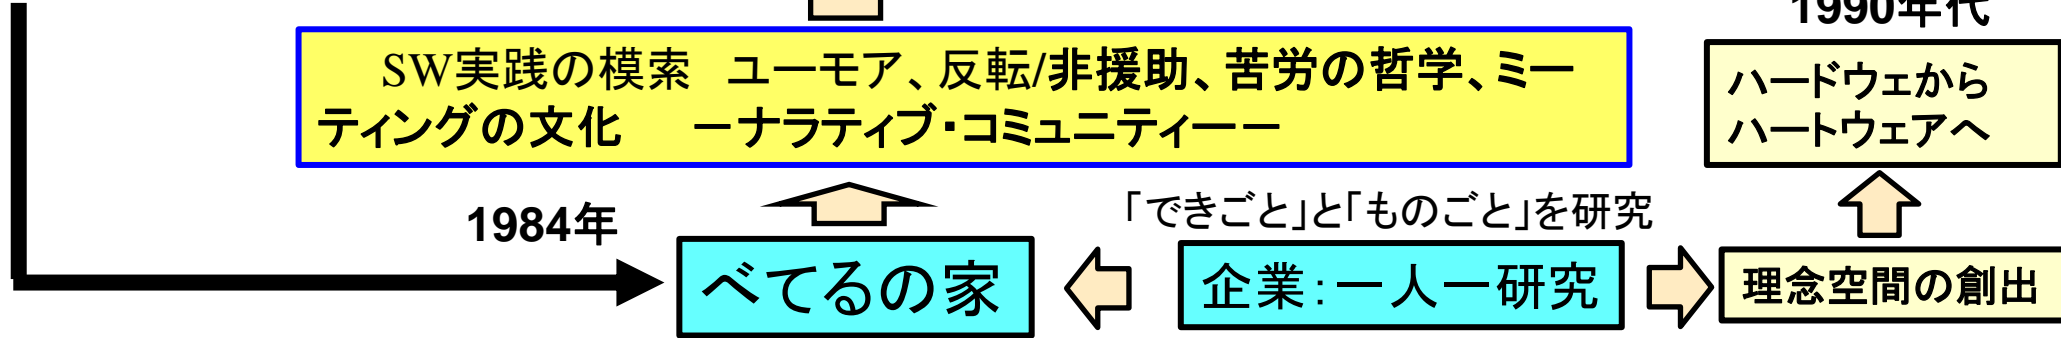 1990年代
SW実践の模索　ユーモア、反転/非援助、苦労の哲学、ミー
ティングの文化　　－ナラティブ・コミュニティー－
ハードウェから
ハートウェアへ
「できごと」と「ものごと」を研究
1984年
べてるの家
企業：一人一研究
理念空間の創出